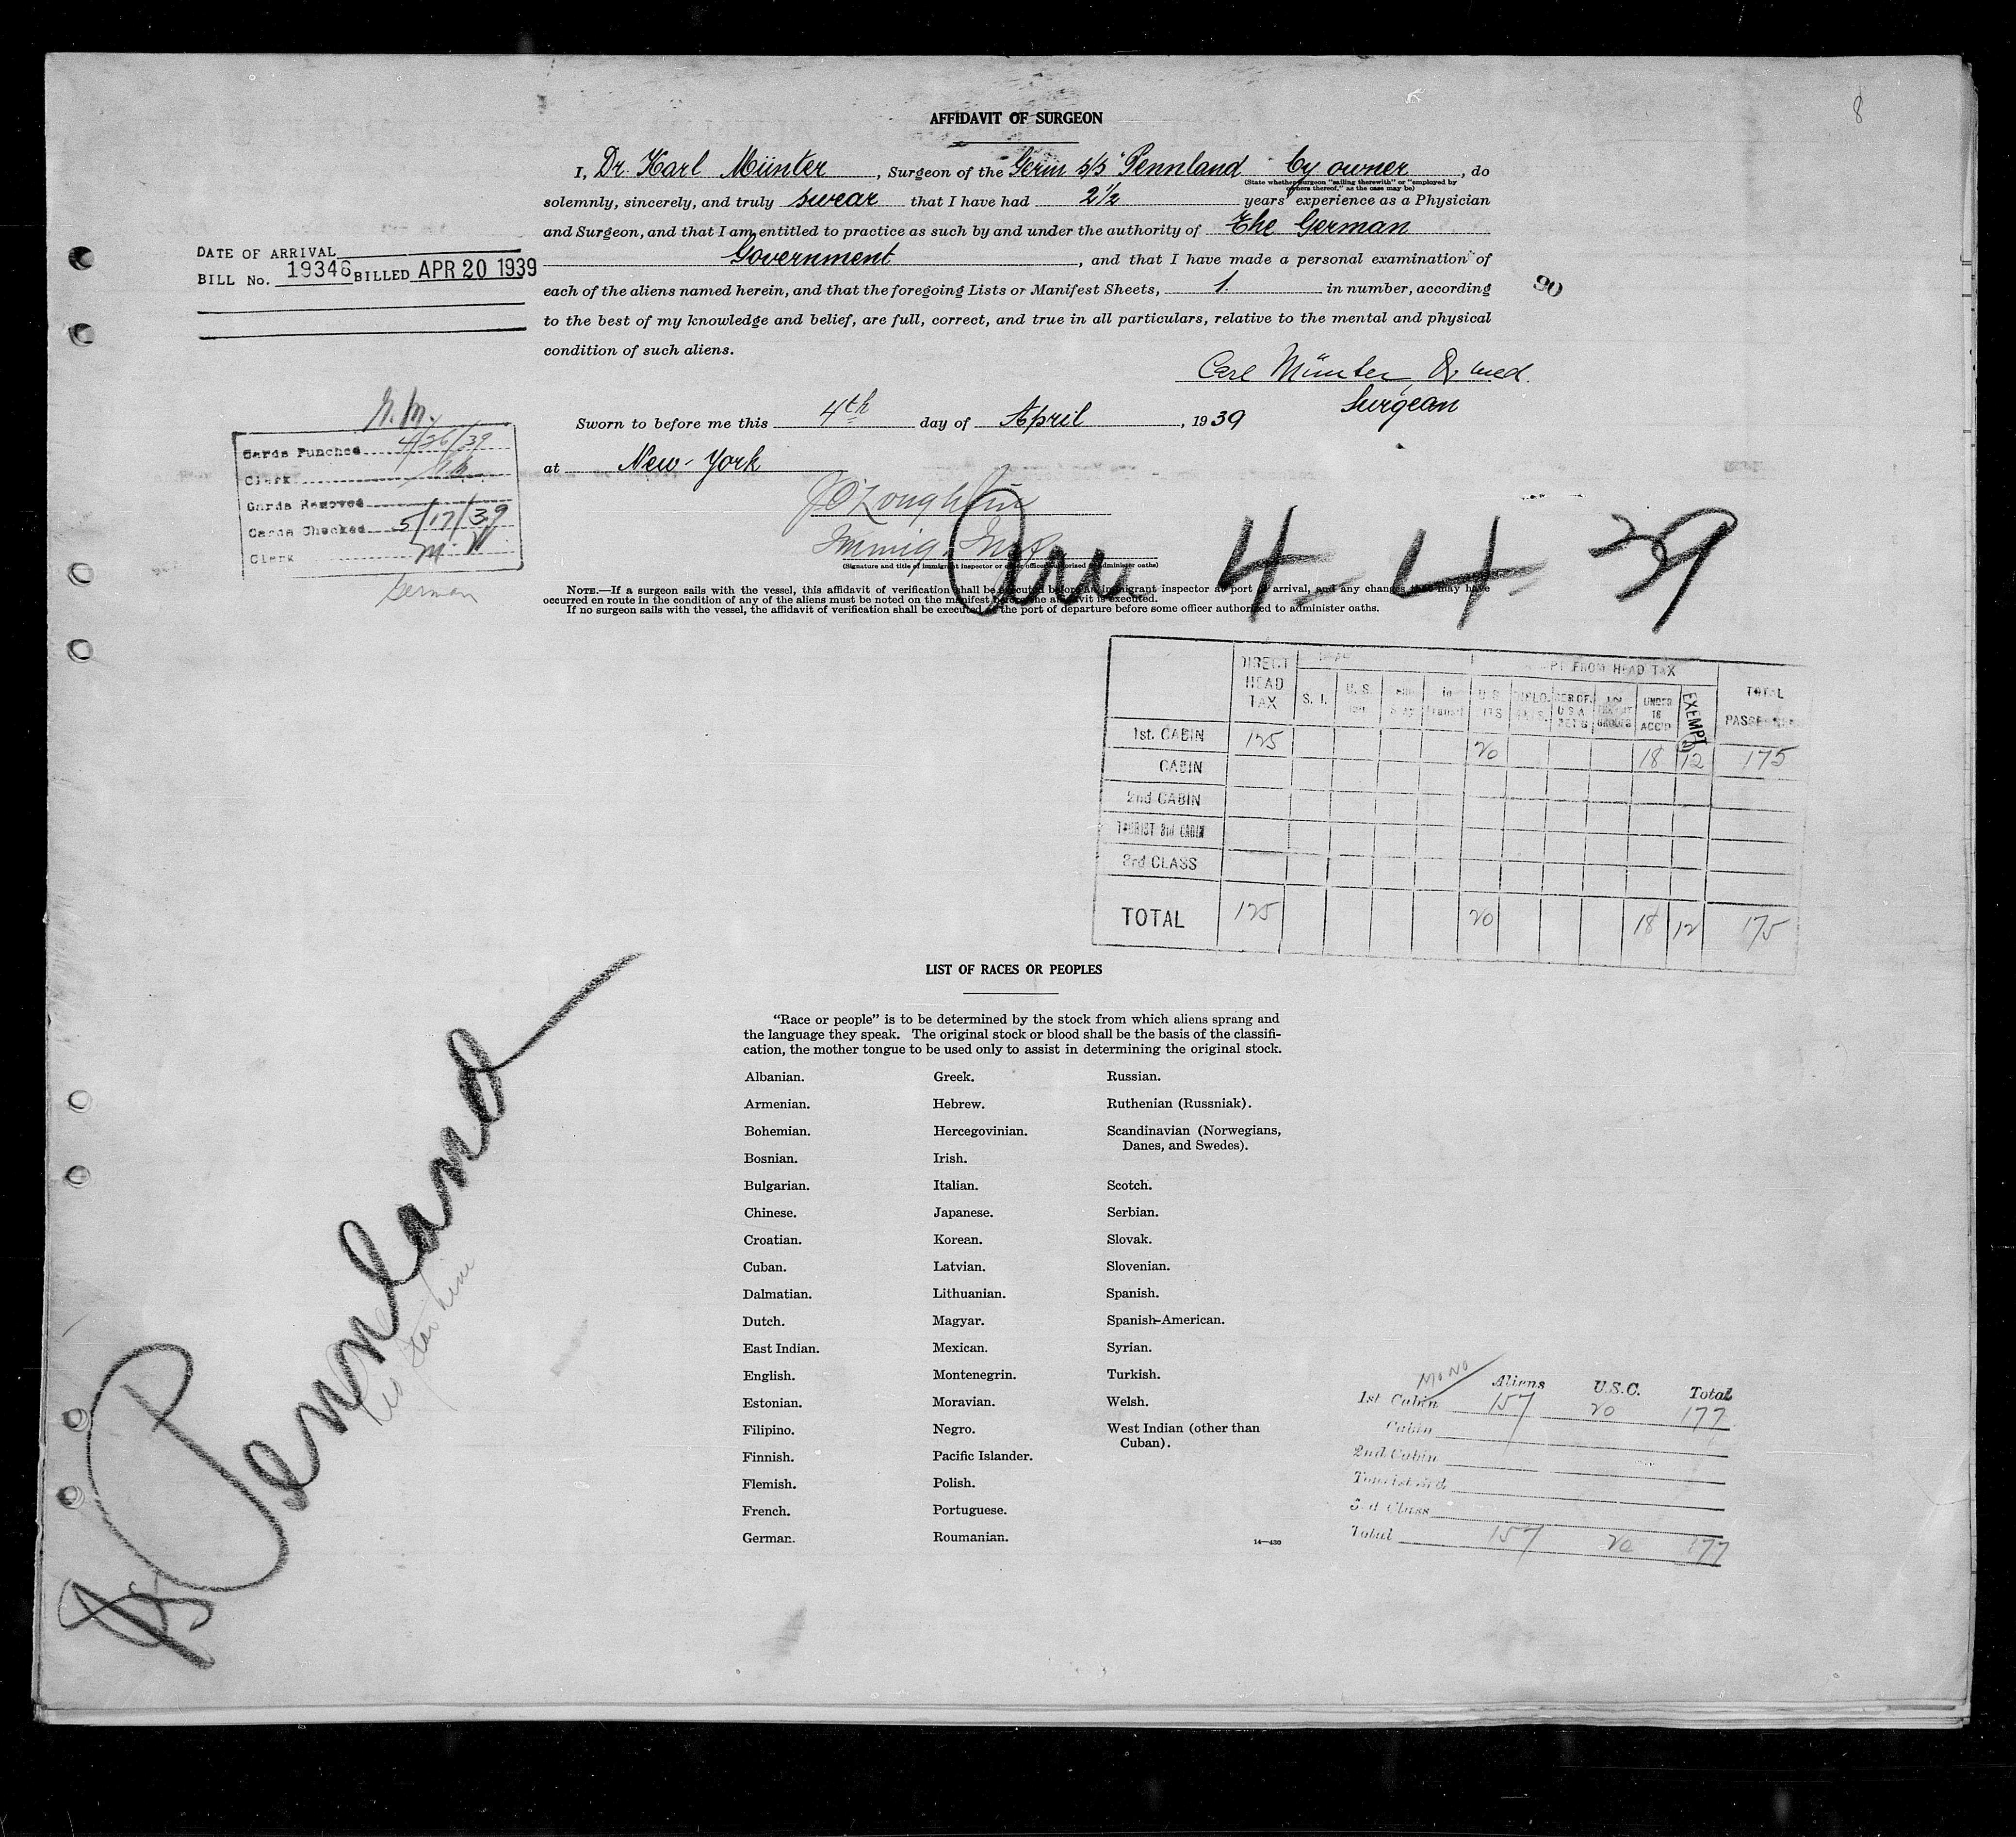 8
AFFIDAVIT OF SURGEON
I, Dr. Karl Münter, Surgeon of the Germ s/s "Pennland" by owner, do
(State whether surgeon "sailing therewith" or "employed by
owners thereof," as the case may be)
solemnly, sincerely, and truly swear that I have had 2½ years' experience as a Physician
and Surgeon, and that I am entitled to practice as such by and under the authority of The German
Government, and that I have made a personal examination of
each of the aliens named herein, and that the foregoing Lists or Manifest Sheets, 1. in number, according
to the best of my knowledge and belief, are full, correct, and true in all particulars, relative to the mental and physical
condition of such aliens.
90
DATE OF ARRIVAL
BILL No. 19346 BILLED APR 20 1939
Carl Münter, Dr med.
Surgean
Sworn to before me this 4th day of April, 1939
at New-York
J O'Loughlin
Immig. Insp.
(Signature and title of immigrant inspector or other officer authorized to administer oaths)
Arr 4-4-39
Cards Punched 4/26/39
Clerk
Cards Removed
Cards Checked 5/17/39
Clerk M. W
German
NOTE.—If a surgeon sails with the vessel, this affidavit of verification shall be executed before an immigrant inspector at port of arrival, and any changes that may have
occurred en route in the condition of any of the aliens must be noted on the manifest before the affidavit is executed.
If no surgeon sails with the vessel, the affidavit of verification shall be executed at the port of departure before some officer authorized to administer oaths.
DIRECT HEAD TAX S. I. U. S. in Transit U S DIPLO. UNDER 16 ACC'D EXEMPT TOTAL PASSENGERS
FROM HEAD TAX
1st. CABIN 125 20 18 12 175
CABIN
2nd CABIN
TOURIST 3rd CABIN
3rd CLASS
TOTAL 125 20 18 12 175
LIST OF RACES OR PEOPLES
"Race or people" is to be determined by the stock from which aliens sprang and
the language they speak. The original stock or blood shall be the basis of the classifi-
cation, the mother tongue to be used only to assist in determining the original stock.
Albanian. Greek. Russian.
Armenian. Hebrew. Ruthenian (Russniak).
Bohemian. Hercegovinian. Scandinavian (Norwegians,
Danes, and Swedes).
Bosnian. Irish.
Bulgarian. Italian. Scotch.
Chinese. Japanese. Serbian.
Croatian. Korean. Slovak.
Cuban. Latvian. Slovenian.
Dalmatian. Lithuanian. Spanish.
Dutch. Magyar. Spanish-American.
East Indian. Mexican. Syrian.
English. Montenegrin. Turkish.
Estonian. Moravian. Welsh.
Filipino. Negro. West Indian (other than
Cuban).
Finnish. Pacific Islander.
Flemish. Polish.
French. Portuguese.
German. Roumanian.
14—430
SS Pennland
Red Star Line
MONO Aliens U.S.C. Total
1st Cabin 157 20 177
Cabin
2nd Cabin
Tourist 3rd
3rd Class
Total 157 20 177